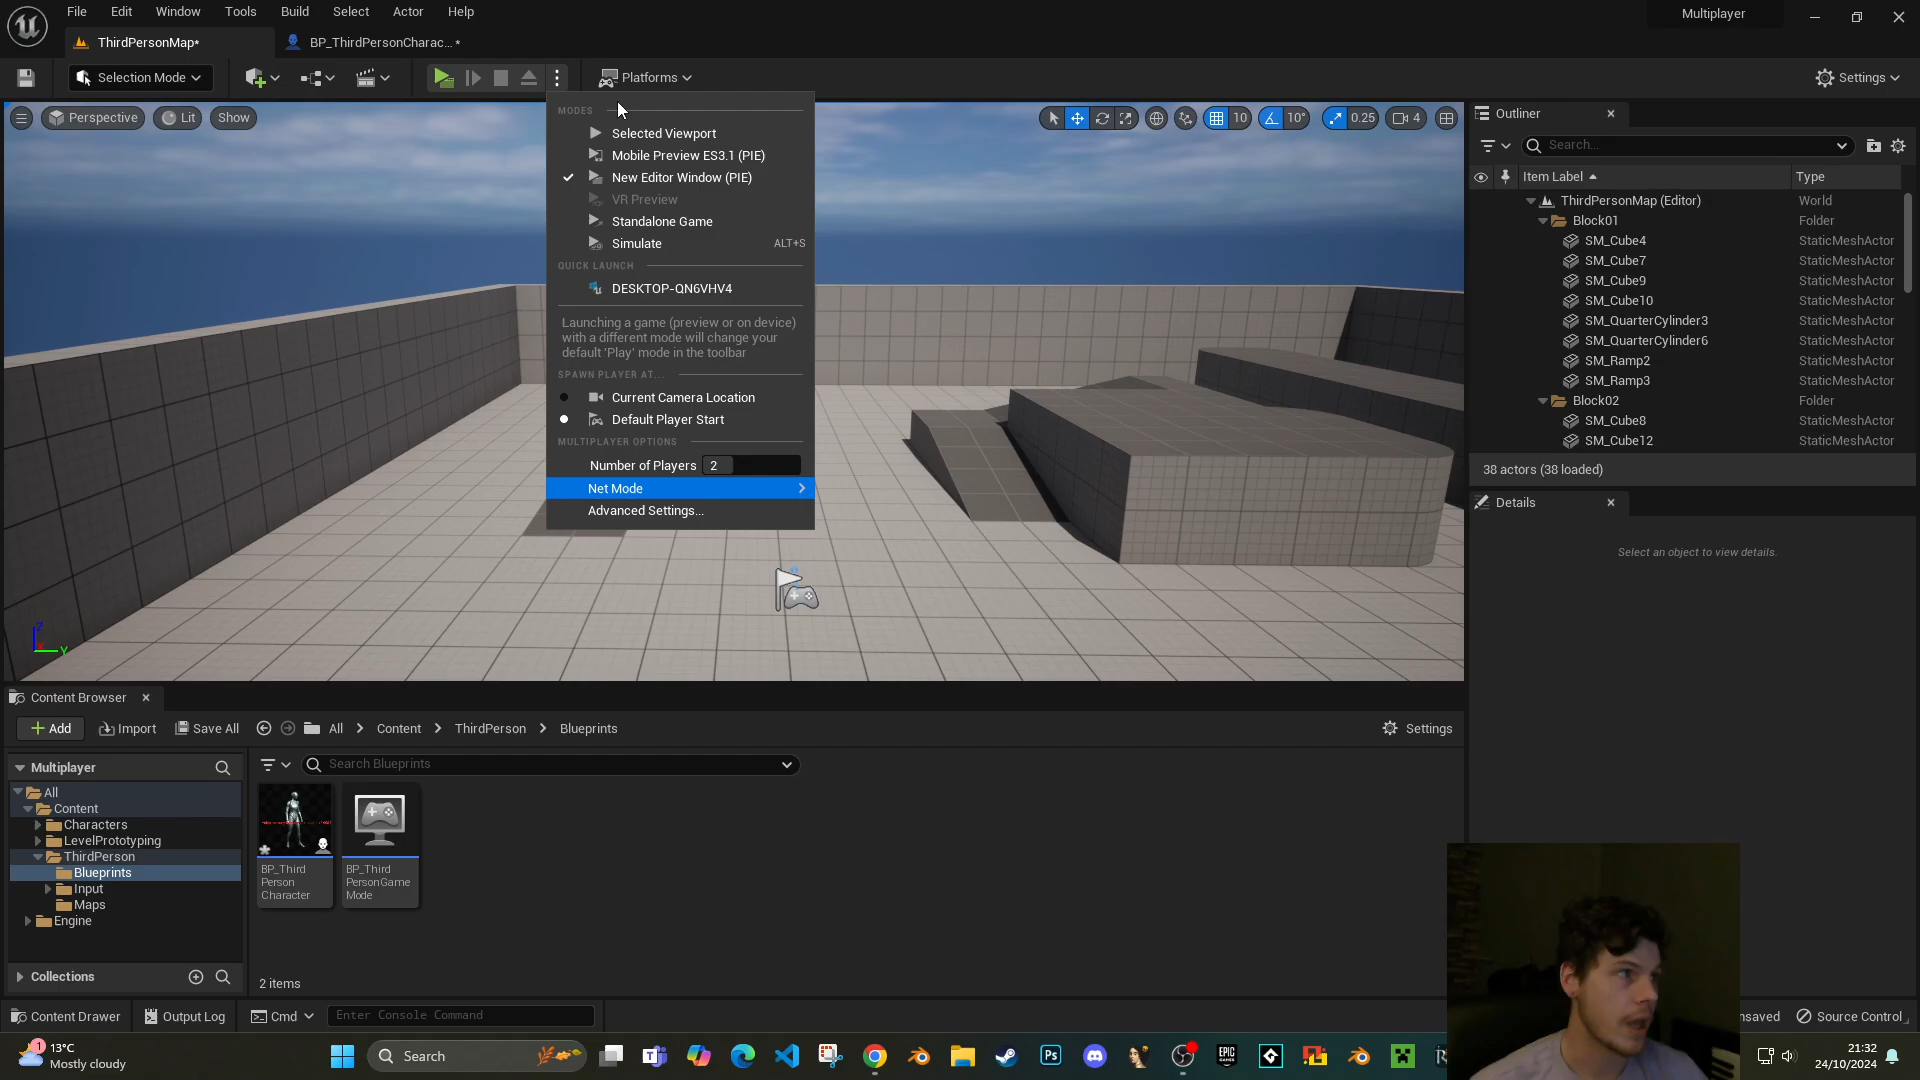 File Edit Window Tools Build Select Actor Help
Multiplayer
ThirdPersonMap*
BP_ThirdPersonCharac... *
Selection Mode
Platforms
Settings
Perspective
Lit
Show
10
10°
0.25
4
MODES
Selected Viewport
Mobile Preview ES3.1 (PIE)
New Editor Window (PIE)
VR Preview
Standalone Game
Simulate ALT+S
QUICK LAUNCH
DESKTOP-QN6VHV4
Launching a game (preview or on device)
with a different mode will change your
default 'Play' mode in the toolbar
SPAWN PLAYER AT...
Current Camera Location
Default Player Start
MULTIPLAYER OPTIONS
Number of Players 2
Net Mode
Advanced Settings...
Outliner
Search...
Item Label Type
ThirdPersonMap (Editor) World
Block01 Folder
SM_Cube4 StaticMeshActor
SM_Cube7 StaticMeshActor
SM_Cube9 StaticMeshActor
SM_Cube10 StaticMeshActor
SM_QuarterCylinder3 StaticMeshActor
SM_QuarterCylinder6 StaticMeshActor
SM_Ramp2 StaticMeshActor
SM_Ramp3 StaticMeshActor
Block02 Folder
SM_Cube8 StaticMeshActor
SM_Cube12 StaticMeshActor
38 actors (38 loaded)
Details
Select an object to view details.
Content Browser
Add Import Save All All Content ThirdPerson Blueprints Settings
Multiplayer
Search Blueprints
All
Content
Characters
LevelPrototyping
ThirdPerson
Blueprints
Input
Maps
Engine
Collections
BP_Third
Person
Character
BP_Third
PersonGame
Mode
2 items
Content Drawer Output Log Cmd Enter Console Command
nsaved Source Control
1
13°C
Mostly cloudy
Search
Ps
EPIC
GAMES
21:32
24/10/2024